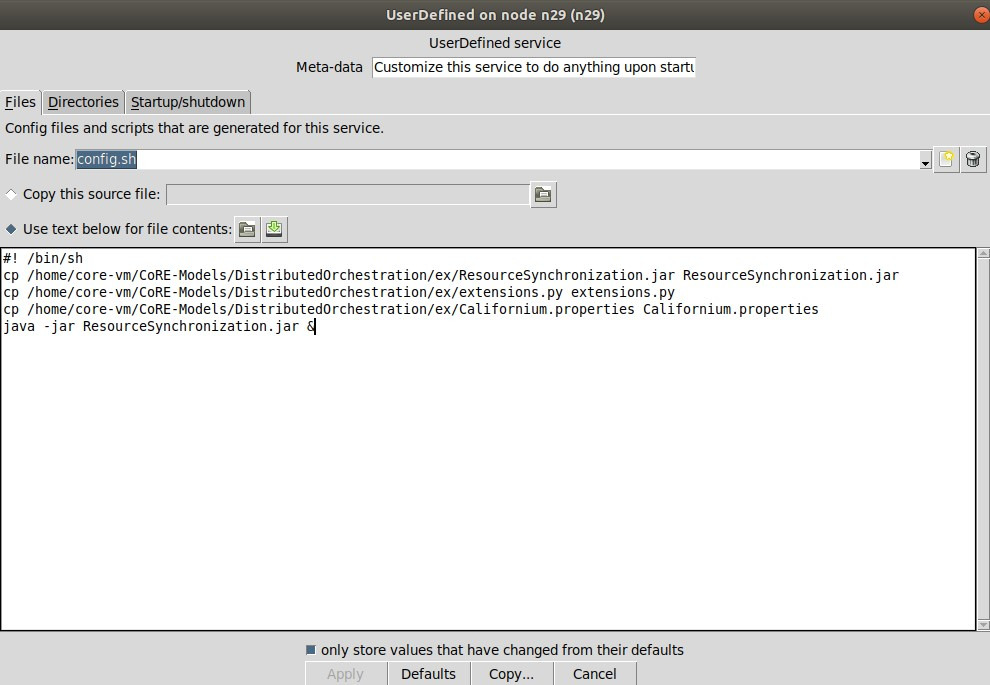 UserDefined on node n29 (n29)
UserDefined service
Meta-data Customize this service to do anything upon startu
Files Directories Startup/shutdown
Config files and scripts that are generated for this service.
File name: config.sh
Copy this source file:
Use text below for file contents:
#! /bin/sh
cp /home/core-vm/CoRE-Models/DistributedOrchestration/ex/ResourceSynchronization.jar ResourceSynchronization.jar
cp /home/core-vm/CoRE-Models/DistributedOrchestration/ex/extensions.py extensions.py
cp /home/core-vm/CoRE-Models/DistributedOrchestration/ex/Californium.properties Californium.properties
java -jar ResourceSynchronization.jar &
only store values that have changed from their defaults
Apply Defaults Copy... Cancel